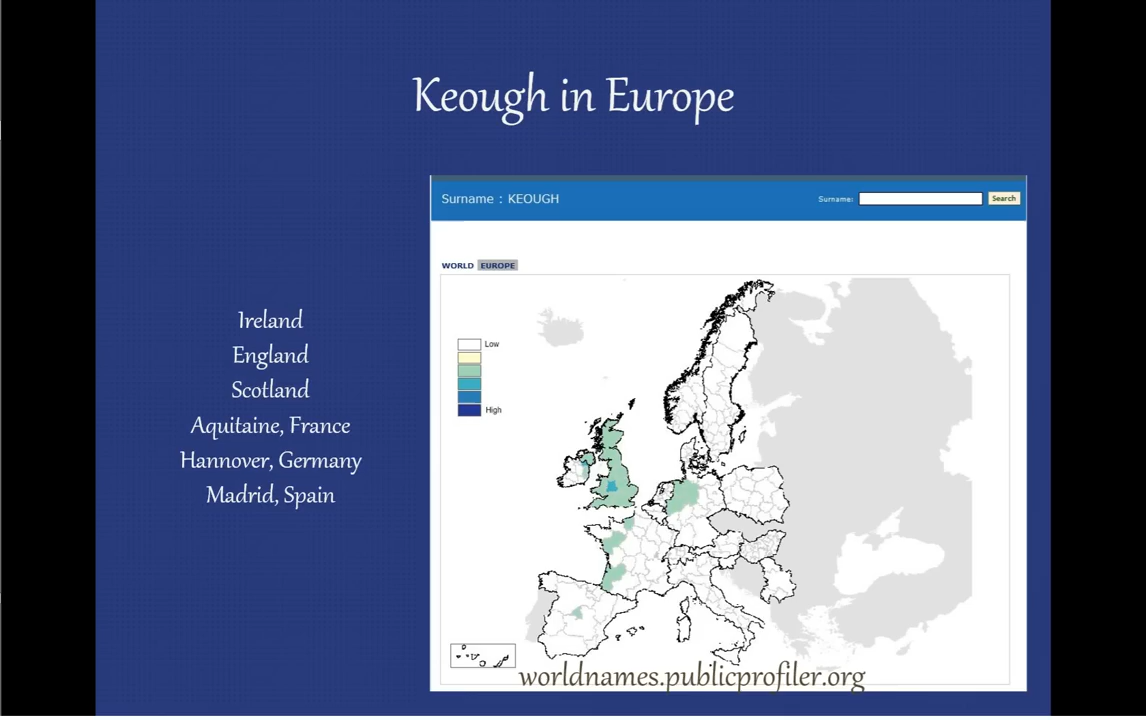 Keough in Europe
Surname : KEOUGH
Surname:
Search
WORLD EUROPE
Low
High
Ireland
England
Scotland
Aquitaine, France
Hannover, Germany
Madrid, Spain
worldnames.publicprofiler.org